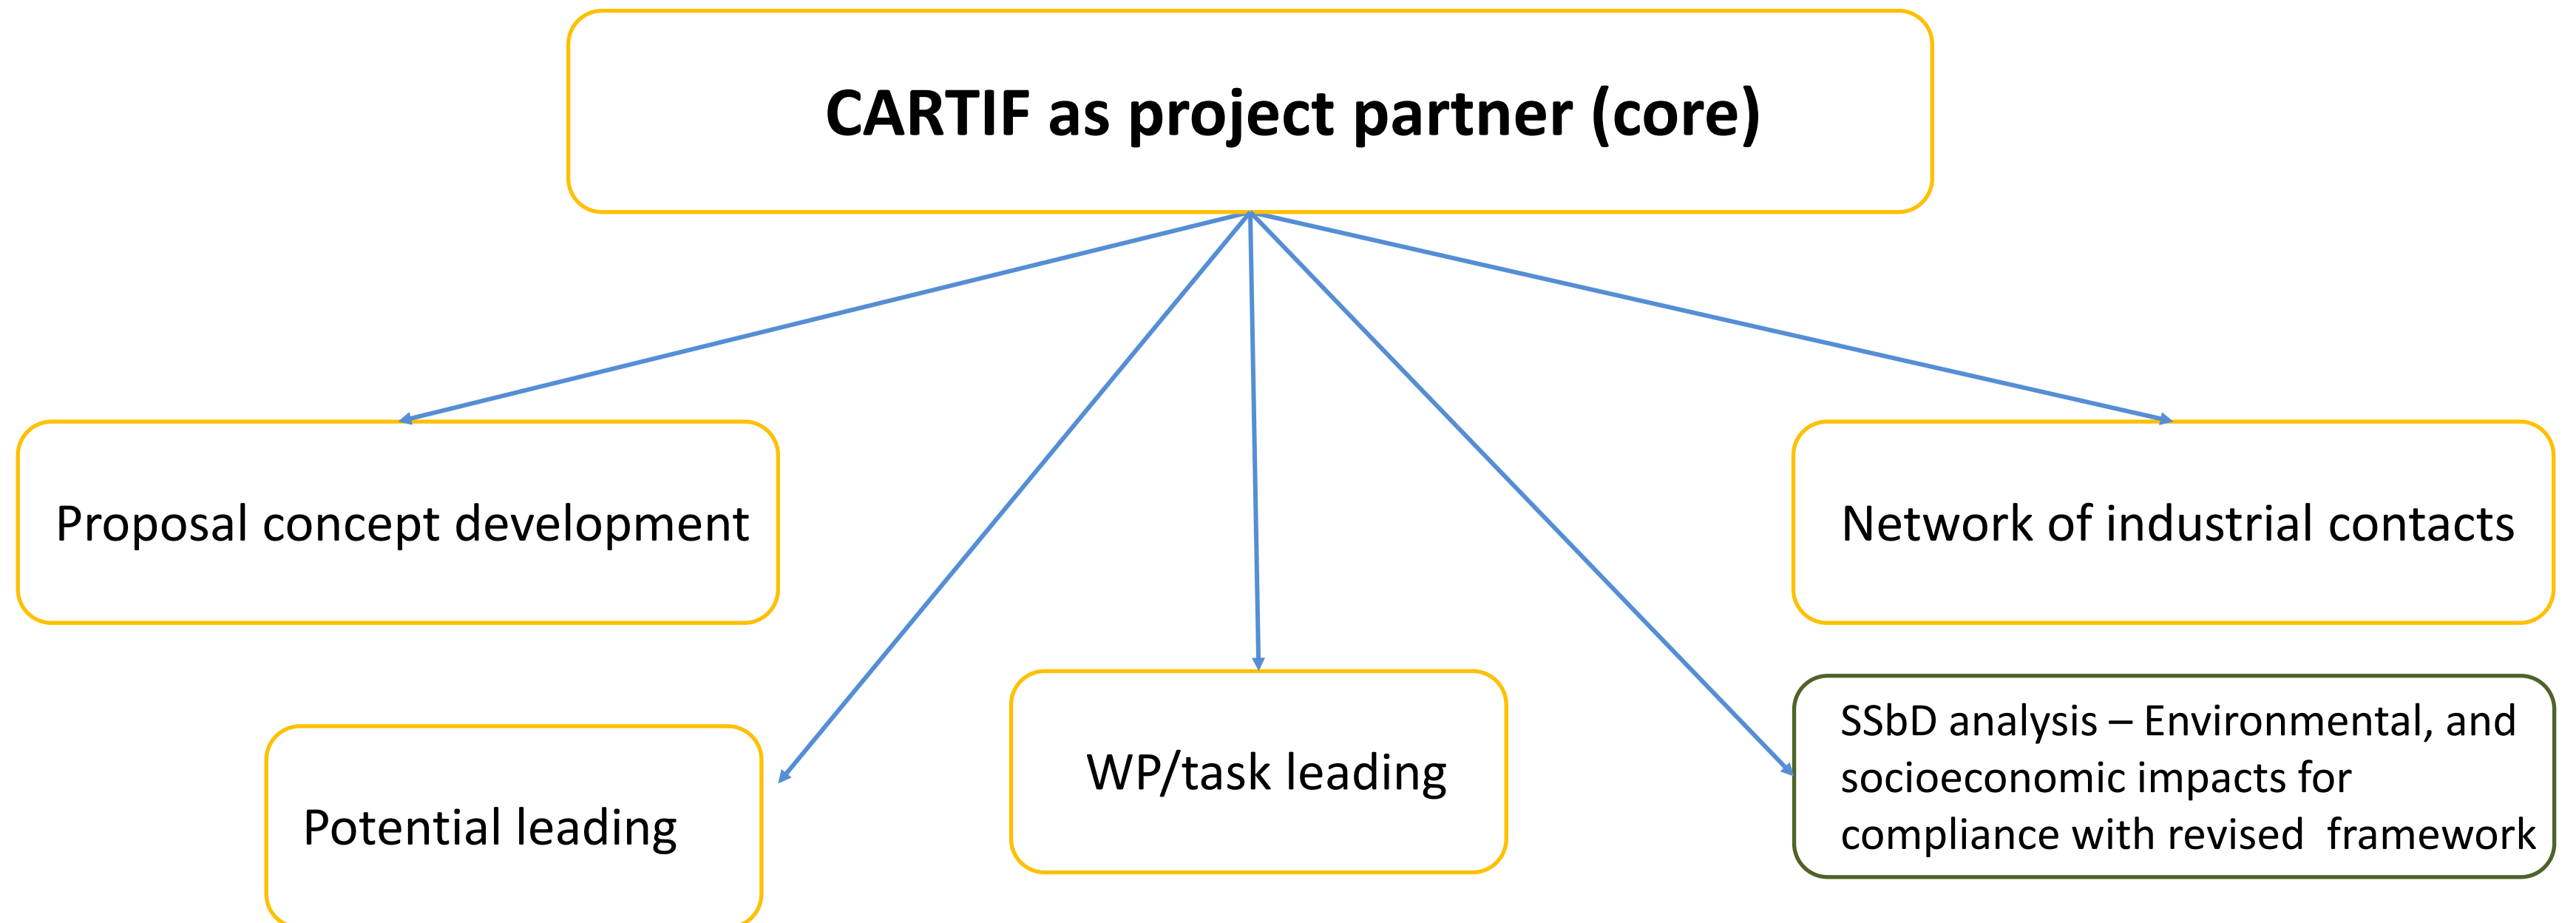 CARTIF as project partner (core)
Proposal concept development
Network of industrial contacts
Potential leading
WP/task leading
SSbD analysis – Environmental, and
socioeconomic impacts for
compliance with revised  framework